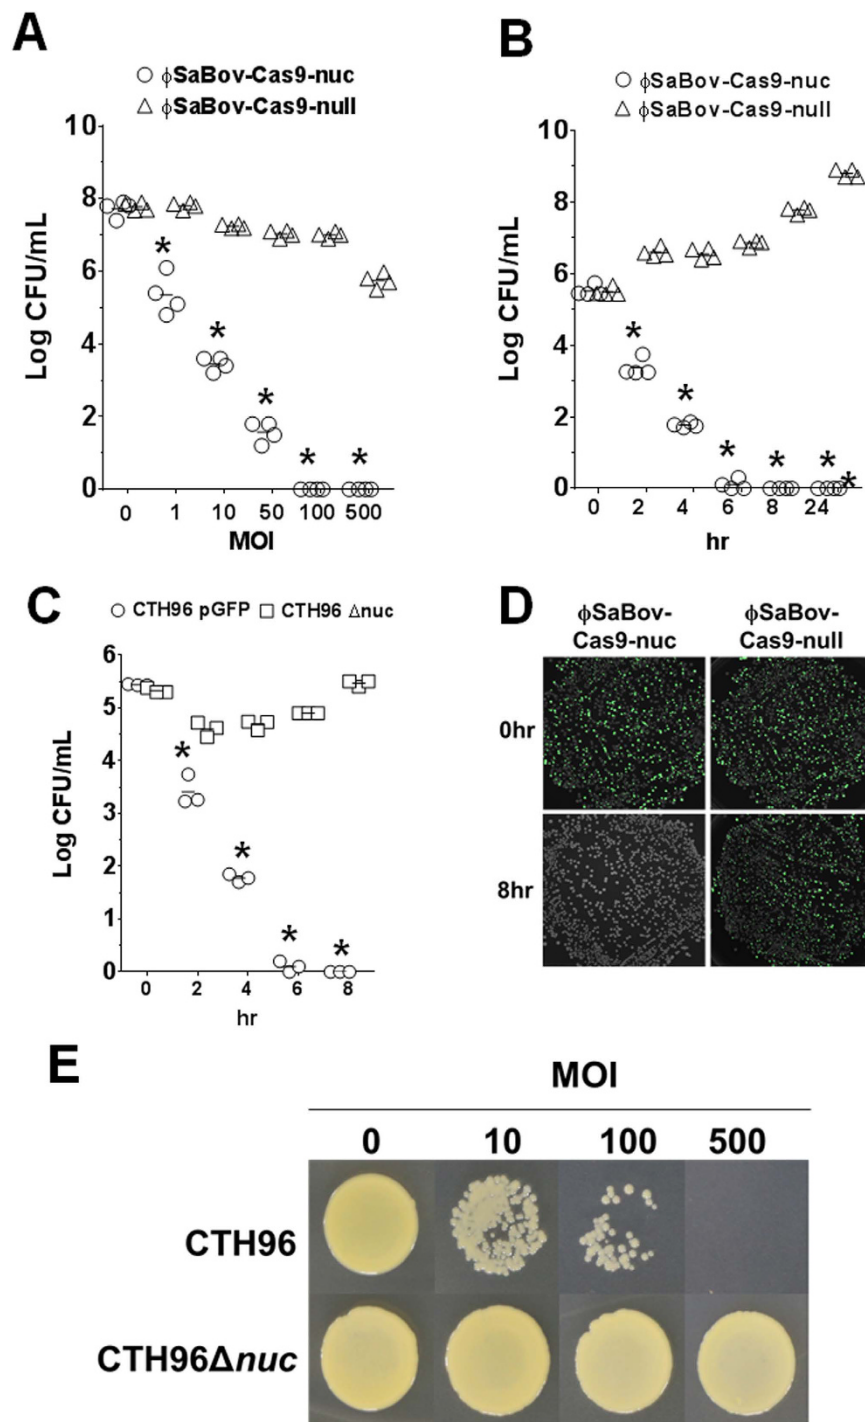 A
ϕSaBov-Cas9-nuc
ϕSaBov-Cas9-null
10
8
6
4
2
0
Log CFU/mL
* * * * *
0 1 10 50 100 500
MOI
B
ϕSaBov-Cas9-nuc
ϕSaBov-Cas9-null
10
8
6
4
2
0
Log CFU/mL
* * * * * *
0 2 4 6 8 24
hr
C
CTH96 pGFP CTH96 Δnuc
6
5
4
3
2
1
0
Log CFU/mL
* * * *
0 2 4 6 8
hr
D
ϕSaBov-
Cas9-nuc
ϕSaBov-
Cas9-null
0hr
8hr
E
MOI
0 10 100 500
CTH96
CTH96Δnuc